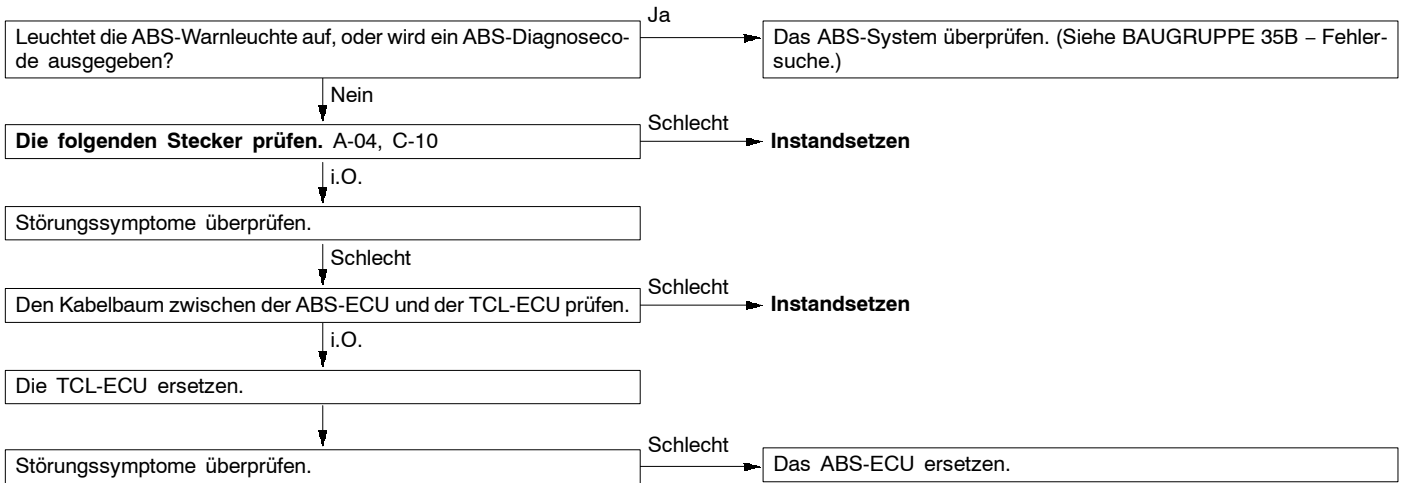 Ja
Leuchtet die ABS-Warnleuchte auf, oder wird ein ABS-Diagnoseco-
de ausgegeben?
Das ABS-System überprüfen. (Siehe BAUGRUPPE 35B – Fehler-
suche.)
Nein
Die folgenden Stecker prüfen. A-04, C-10
Schlecht
Instandsetzen
i.O.
Störungssymptome überprüfen.
Schlecht
Den Kabelbaum zwischen der ABS-ECU und der TCL-ECU prüfen.
Schlecht
Instandsetzen
i.O.
Die TCL-ECU ersetzen.
Störungssymptome überprüfen.
Schlecht
Das ABS-ECU ersetzen.